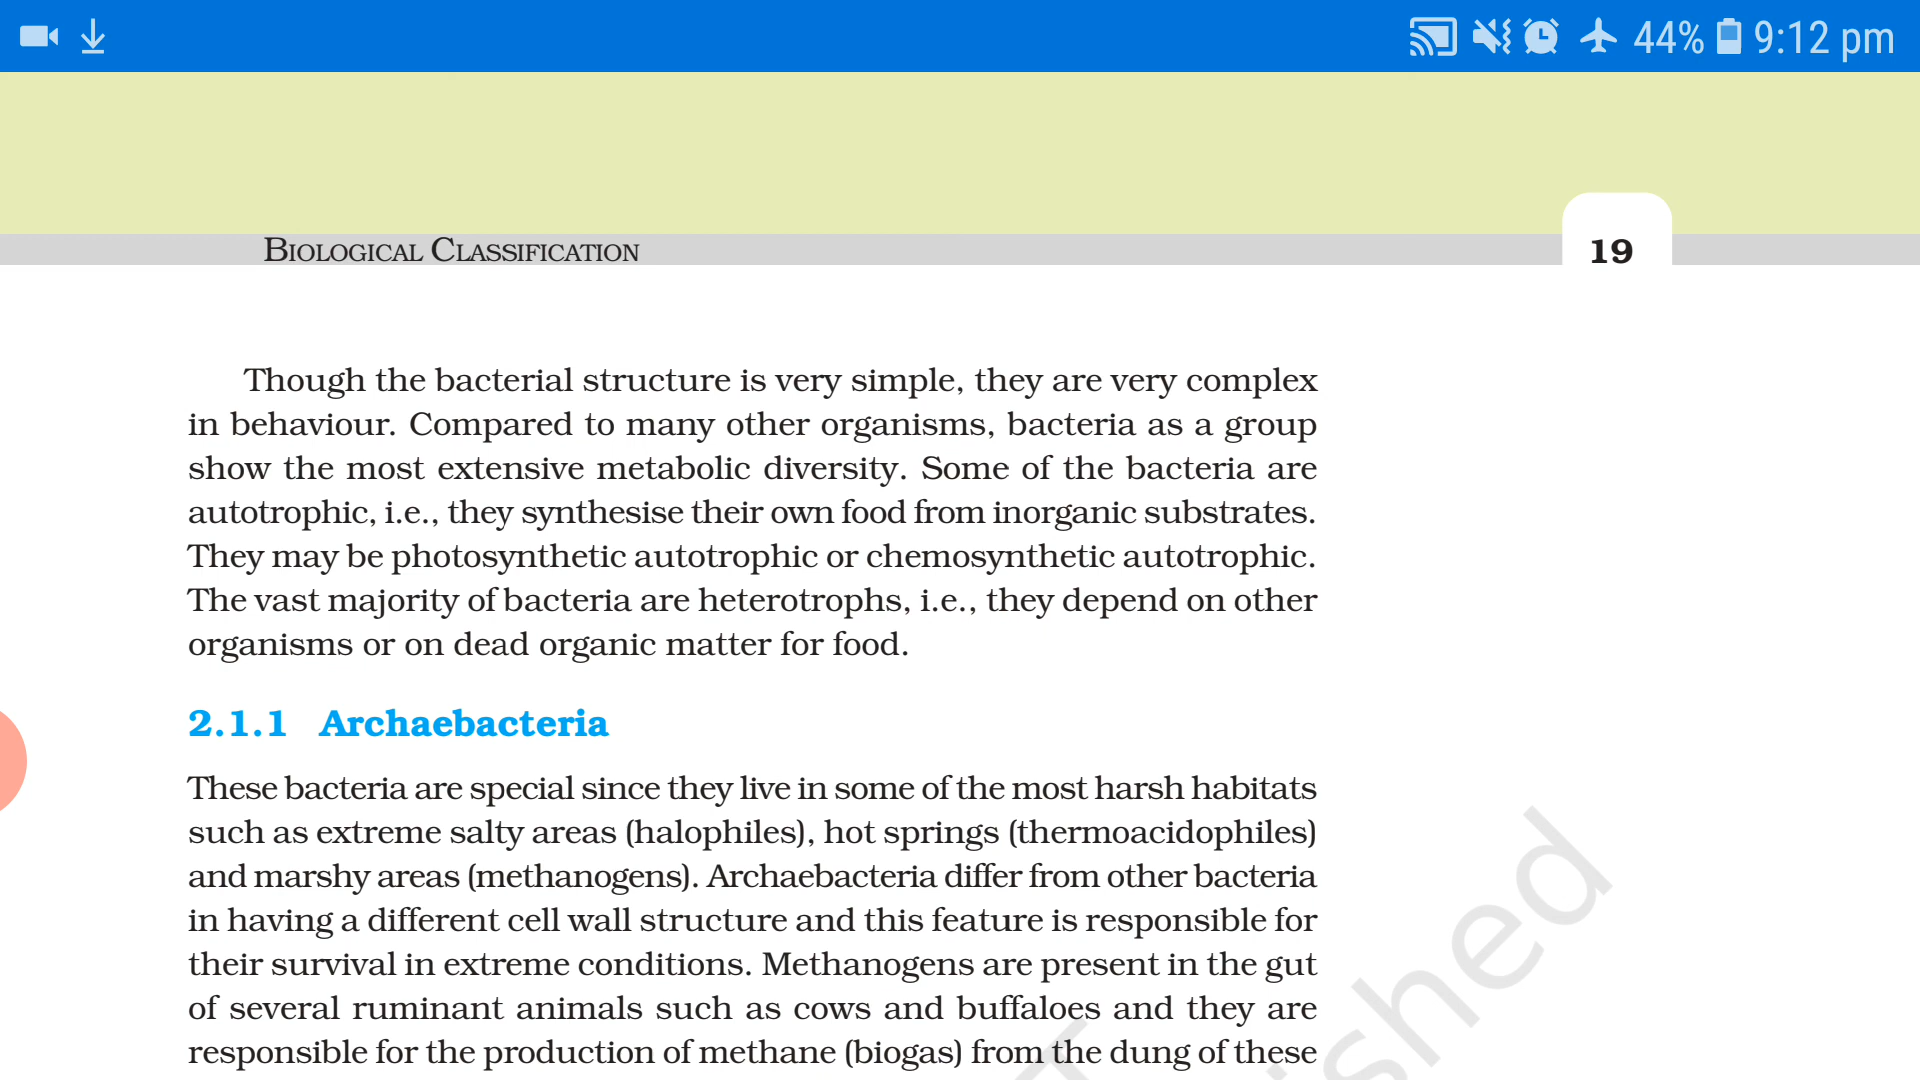 44% 9:12 pm
BIOLOGICAL CLASSIFICATION 19
Though the bacterial structure is very simple, they are very complex
in behaviour. Compared to many other organisms, bacteria as a group
show the most extensive metabolic diversity. Some of the bacteria are
autotrophic, i.e., they synthesise their own food from inorganic substrates.
They may be photosynthetic autotrophic or chemosynthetic autotrophic.
The vast majority of bacteria are heterotrophs, i.e., they depend on other
organisms or on dead organic matter for food.
2.1.1 Archaebacteria
These bacteria are special since they live in some of the most harsh habitats
such as extreme salty areas (halophiles), hot springs (thermoacidophiles)
and marshy areas (methanogens). Archaebacteria differ from other bacteria
in having a different cell wall structure and this feature is responsible for
their survival in extreme conditions. Methanogens are present in the gut
of several ruminant animals such as cows and buffaloes and they are
responsible for the production of methane (biogas) from the dung of these